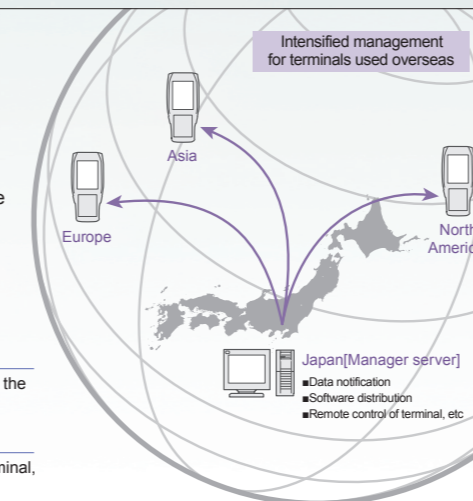 Intensified management
for terminals used overseas
Asia
Europe
North
Americ
Japan[Manager server]
■Data notification
■Software distribution
■Remote control of terminal, etc
e
the
minal,